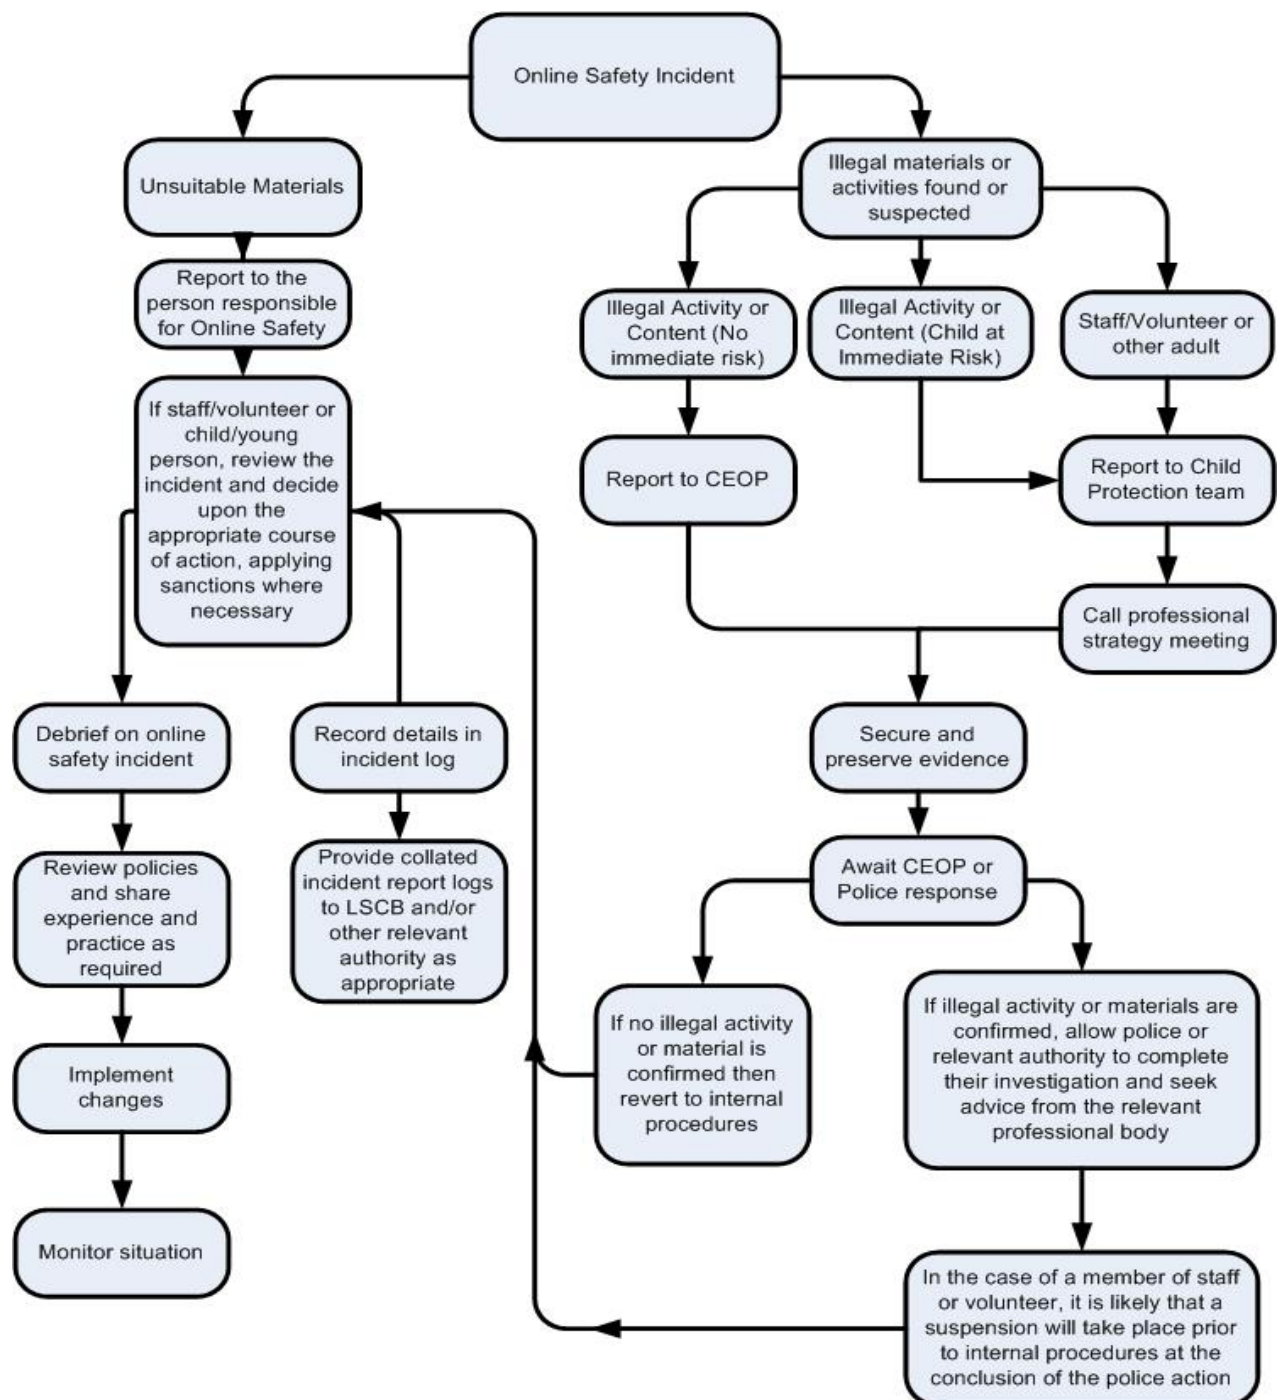 Online Safety Incident
Unsuitable Materials
Report to the
person responsible
for Online Safety
If staff/volunteer or
child/young
person, review the
incident and decide
upon the
appropriate course
of action, applying
sanctions where
necessary
Debrief on online
safety incident
Review policies
and share
experience and
practice as
required
Implement
changes
Monitor situation
Record details in
incident log
Provide collated
incident report logs
to LSCB and/or
other relevant
authority as
appropriate
Illegal materials or
activities found or
suspected
Illegal Activity or
Content (No
immediate risk)
Illegal Activity or
Content (Child at
Immediate Risk)
Staff/Volunteer or
other adult
Report to CEOP
Report to Child
Protection team
Call professional
strategy meeting
Secure and
preserve evidence
Await CEOP or
Police response
If no illegal activity
or material is
confirmed then
revert to internal
procedures
If illegal activity or materials are
confirmed, allow police or
relevant authority to complete
their investigation and seek
advice from the relevant
professional body
In the case of a member of staff
or volunteer, it is likely that a
suspension will take place prior
to internal procedures at the
conclusion of the police action